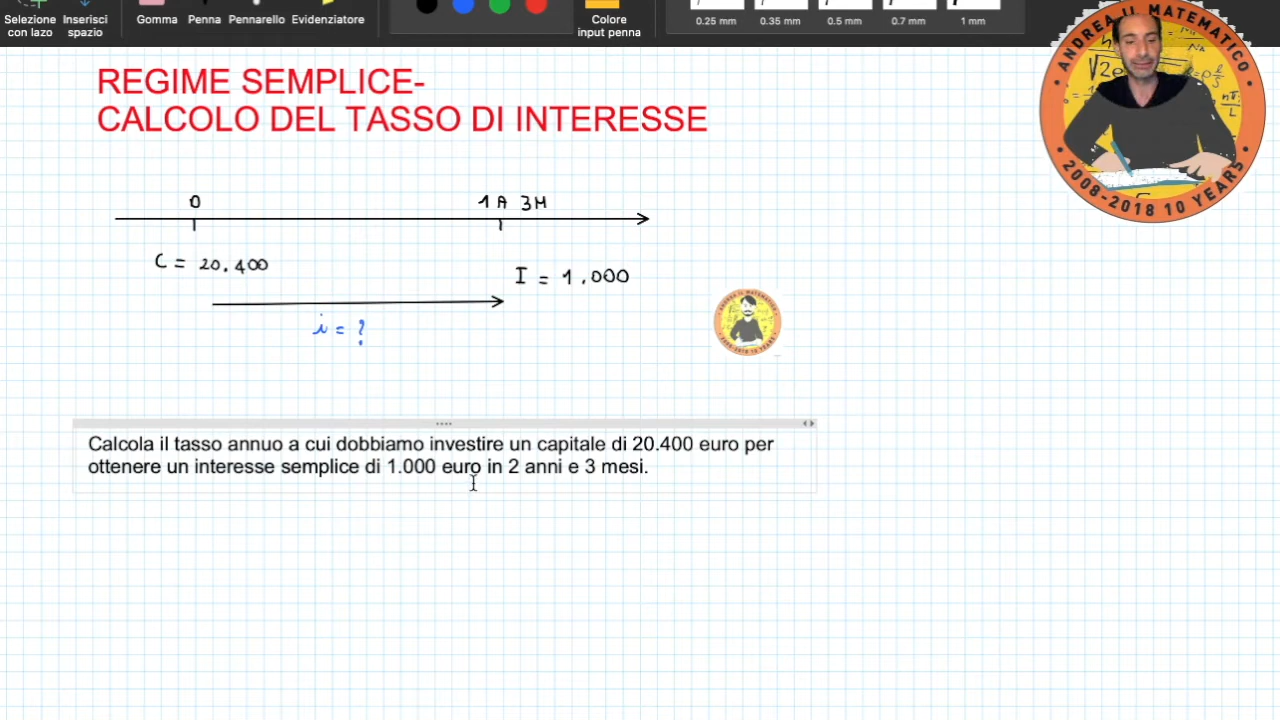 Selezione con lazo
Inserisci spazio
Gomma
Penna
Pennarello
Evidenziatore
Colore input penna
0.25 mm
0.35 mm
0.5 mm
0.7 mm
1 mm
ANDREA IL MATEMATICO
2008-2018 10 YEARS
REGIME SEMPLICE-
CALCOLO DEL TASSO DI INTERESSE
0
1A 3M
C = 20.400
I = 1.000
i = ?
Calcola il tasso annuo a cui dobbiamo investire un capitale di 20.400 euro per
ottenere un interesse semplice di 1.000 euro in 2 anni e 3 mesi.